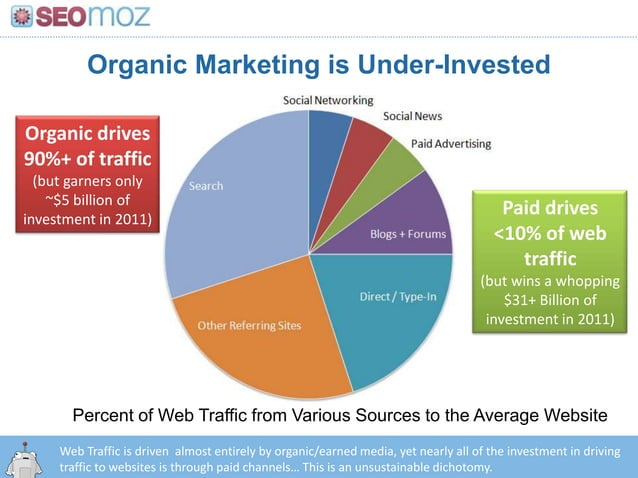 SEOmoz
Organic Marketing is Under-Invested
Organic drives
90%+ of traffic
(but garners only
~$5 billion of
investment in 2011)
Social Networking
Social News
Paid Advertising
Search
Blogs + Forums
Direct / Type-In
Other Referring Sites
Paid drives
<10% of web
traffic
(but wins a whopping
$31+ Billion of
investment in 2011)
Percent of Web Traffic from Various Sources to the Average Website
Web Traffic is driven almost entirely by organic/earned media, yet nearly all of the investment in driving
traffic to websites is through paid channels… This is an unsustainable dichotomy.